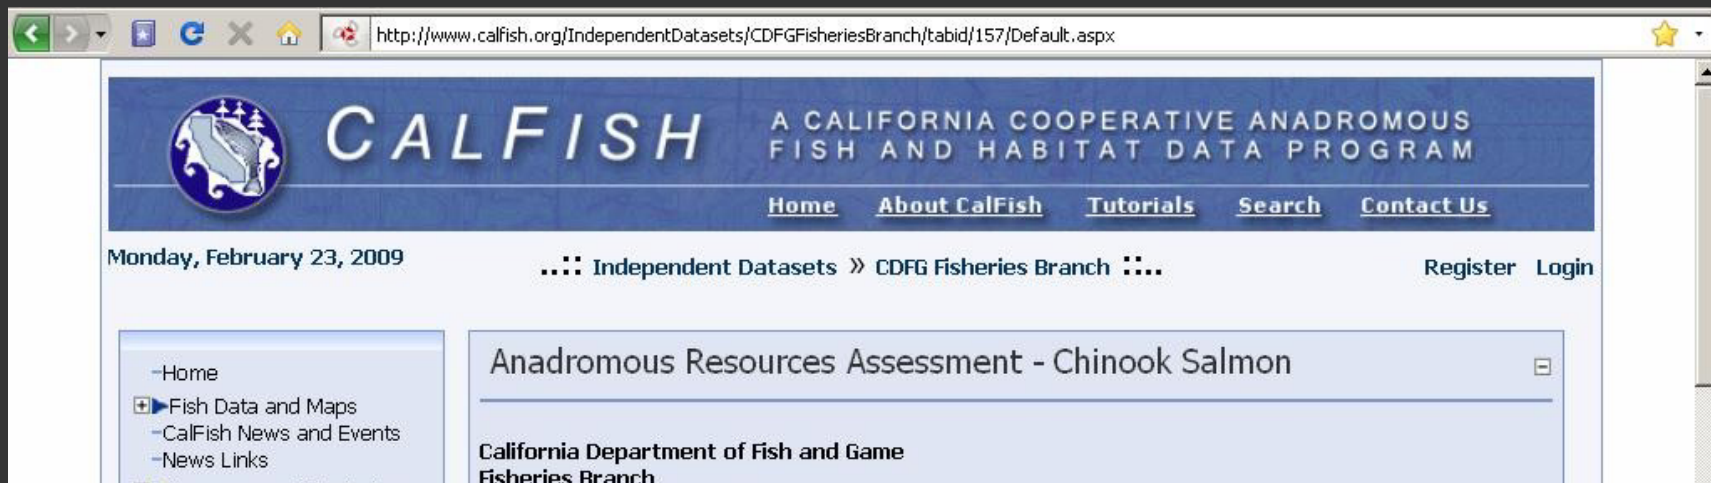 http://www.calfish.org/IndependentDatasets/CDFGFisheriesBranch/tabid/157/Default.aspx
CALFISH
A CALIFORNIA COOPERATIVE ANADROMOUS
FISH AND HABITAT DATA PROGRAM
Home About CalFish Tutorials Search Contact Us
Monday, February 23, 2009
..:: Independent Datasets » CDFG Fisheries Branch ::..
Register Login
Home
Fish Data and Maps
CalFish News and Events
News Links
Anadromous Resources Assessment - Chinook Salmon
California Department of Fish and Game
Fisheries Branch